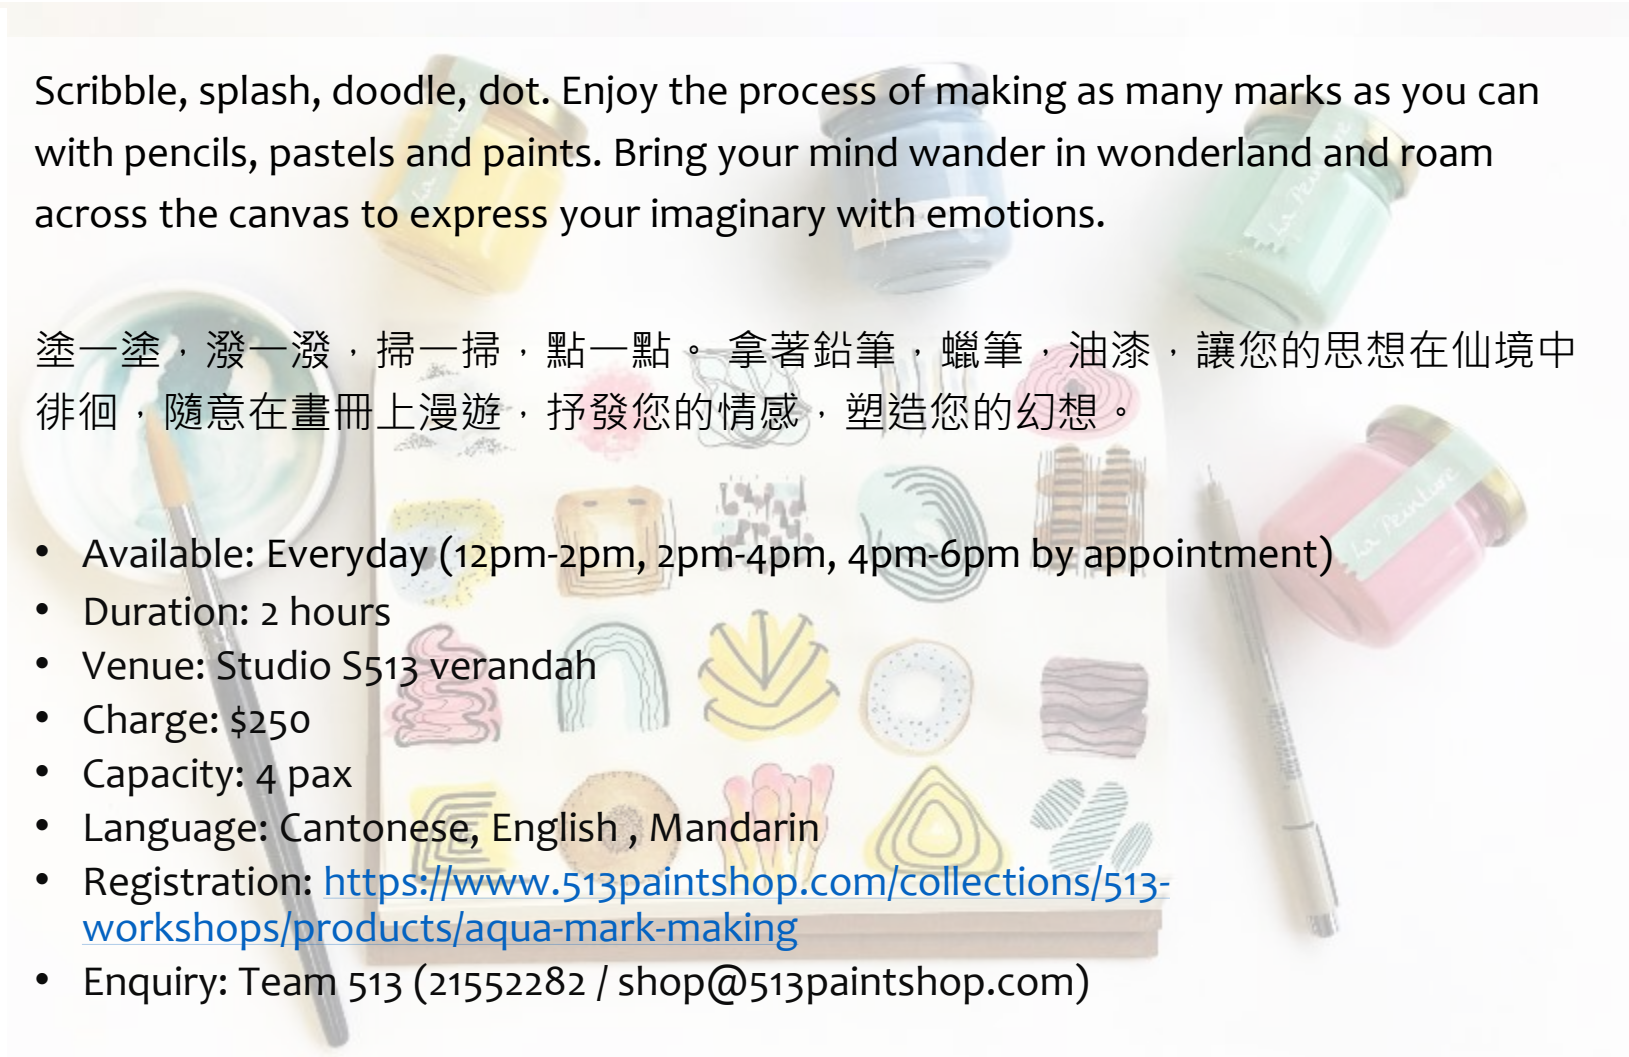 Scribble, splash, doodle, dot. Enjoy the process of making as many marks as you can
with pencils, pastels and paints. Bring your mind wander in wonderland and roam
across the canvas to express your imaginary with emotions.
塗一塗，潑一潑，掃一掃，點一點。 拿著鉛筆，蠟筆，油漆，讓您的思想在仙境中
徘徊，隨意在畫冊上漫遊，抒發您的情感，塑造您的幻想。
• Available: Everyday (12pm-2pm, 2pm-4pm, 4pm-6pm by appointment)
• Duration: 2 hours
• Venue: Studio S513 verandah
• Charge: $250
• Capacity: 4 pax
• Language: Cantonese, English , Mandarin
• Registration: https://www.513paintshop.com/collections/513-
workshops/products/aqua-mark-making
• Enquiry: Team 513 (21552282 / shop@513paintshop.com)
La Peinture
La Peinture
La Peinture